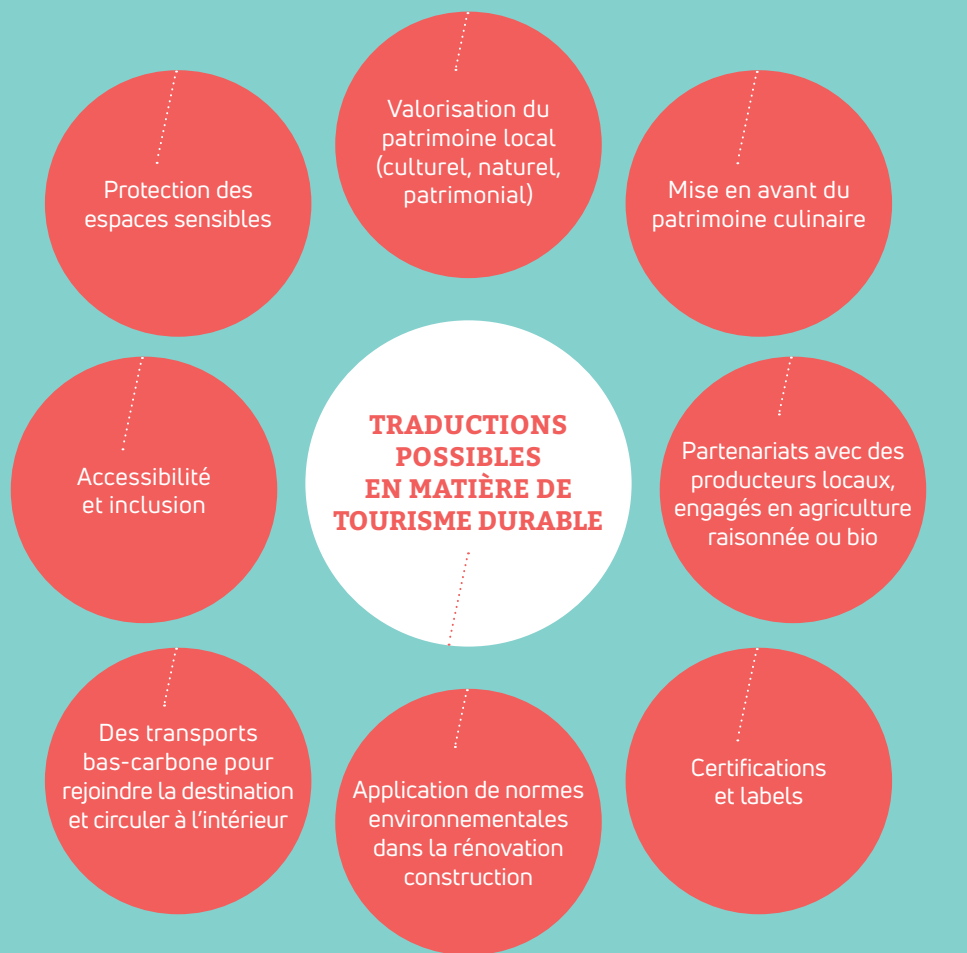 Valorisation du
patrimoine local
(culturel, naturel,
patrimonial)
Protection des
espaces sensibles
Mise en avant du
patrimoine culinaire
TRADUCTIONS
POSSIBLES
EN MATIÈRE DE
TOURISME DURABLE
Accessibilité
et inclusion
Partenariats avec des
producteurs locaux,
engagés en agriculture
raisonnée ou bio
Des transports
bas-carbone pour
rejoindre la destination
et circuler à l’intérieur
Application de normes
environnementales
dans la rénovation
construction
Certifications
et labels